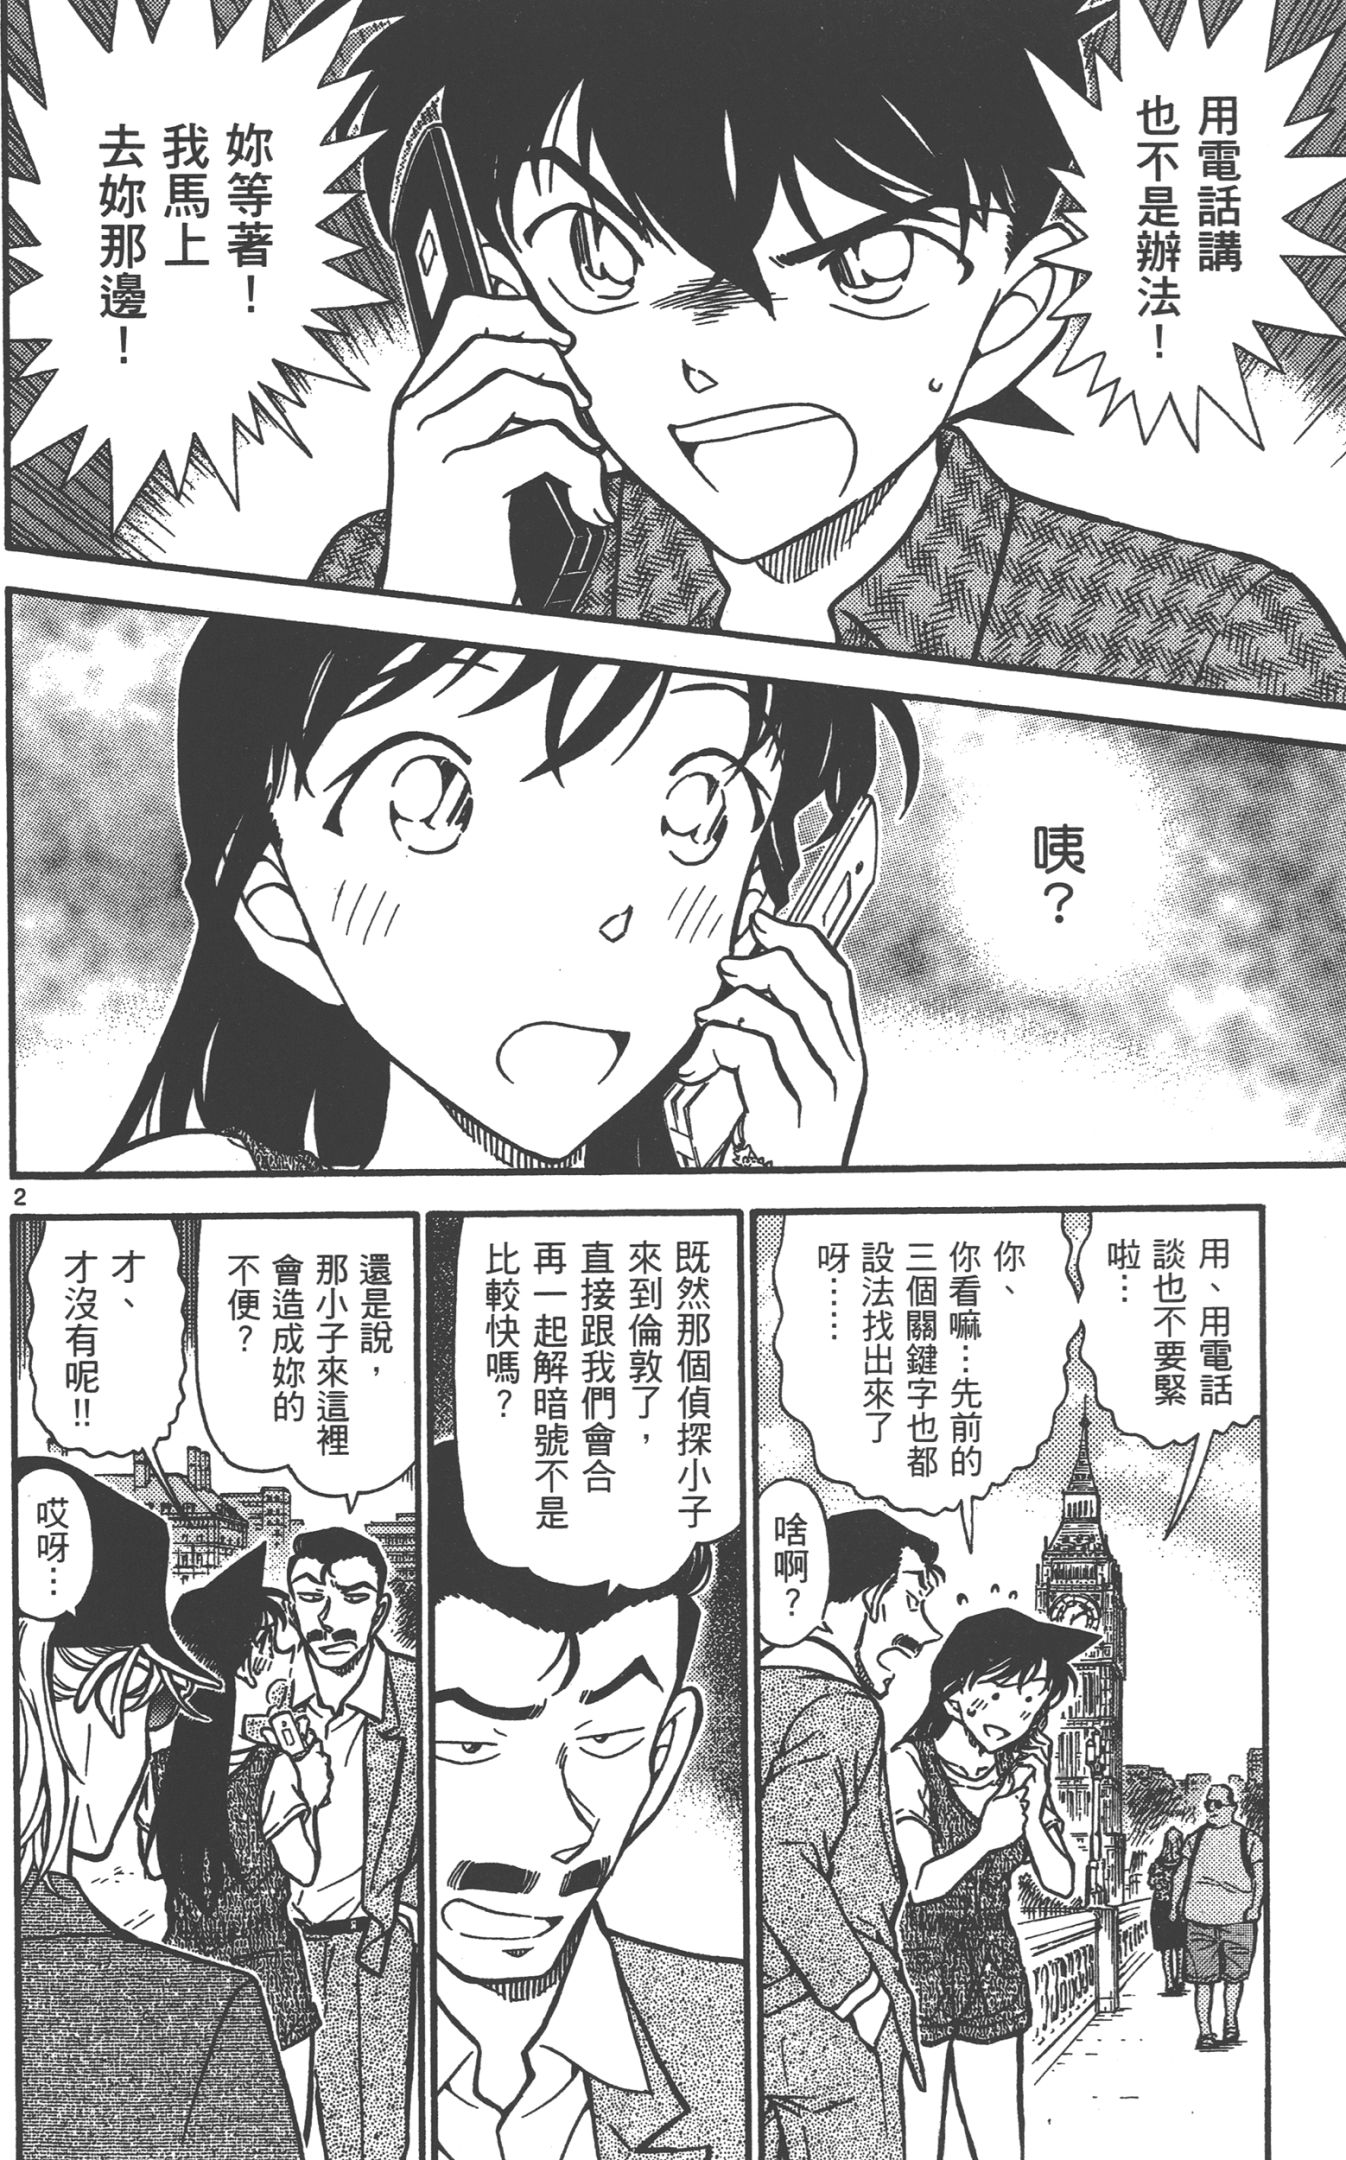 用電話講
也不是辦法！
妳等著！
我馬上
去妳那邊！
咦？
2
用、用電話
談也不要緊
啦…
你、
你看嘛…先前的
三個關鍵字也都
設法找出來了
呀……
啥啊？
既然那個偵探小子
來到倫敦了，
直接跟我們會合
再一起解暗號不是
比較快嗎？
還是說，
那小子來這裡
會造成妳的
不便？
才、
才沒有呢!!
哎呀…